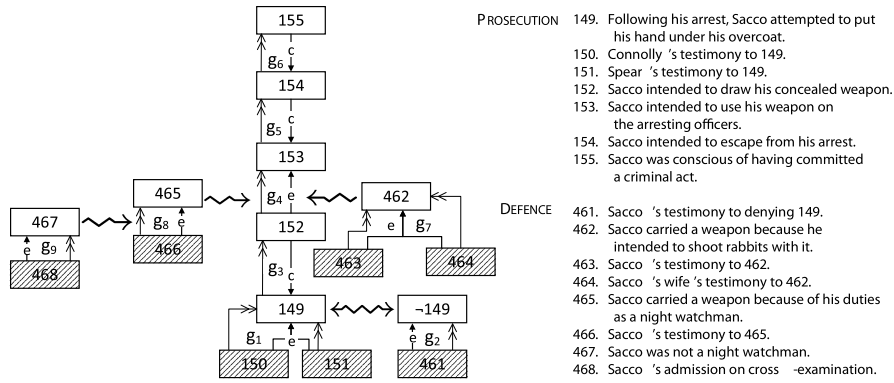 155
c
g6
154
c
g5
153
g4
e
152
g3
c
149
g1
e
150
151
¬149
e
g2
461
462
e
g7
463
464
465
g8
e
466
467
e
g9
468
PROSECUTION
149. Following his arrest, Sacco attempted to put
his hand under his overcoat.
150. Connolly 's testimony to 149.
151. Spear 's testimony to 149.
152. Sacco intended to draw his concealed weapon.
153. Sacco intended to use his weapon on
the arresting officers.
154. Sacco intended to escape from his arrest.
155. Sacco was conscious of having committed
a criminal act.
DEFENCE
461. Sacco 's testimony to denying 149.
462. Sacco carried a weapon because he
intended to shoot rabbits with it.
463. Sacco 's testimony to 462.
464. Sacco 's wife 's testimony to 462.
465. Sacco carried a weapon because of his duties
as a night watchman.
466. Sacco 's testimony to 465.
467. Sacco was not a night watchman.
468. Sacco 's admission on cross -examination.